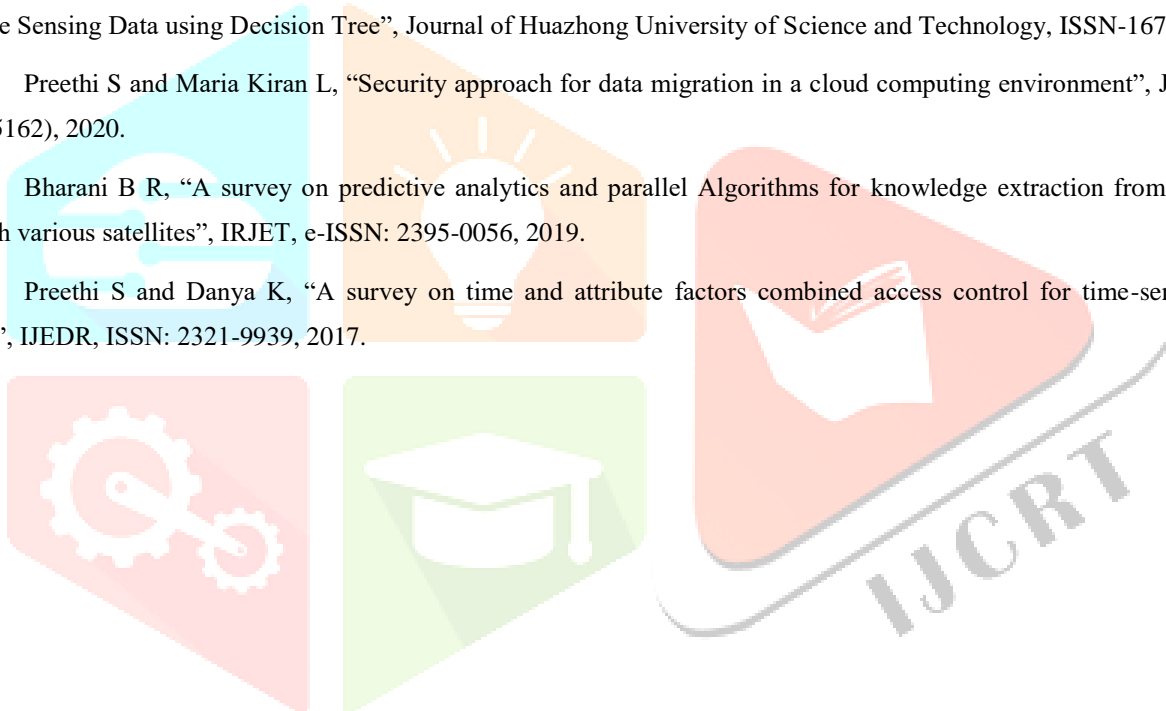 e Sensing Data using Decision Tree”, Journal of Huazhong University of Science and Technology, ISSN-167
Preethi S and Maria Kiran L, “Security approach for data migration in a cloud computing environment”, J
5162), 2020.
Bharani B R, “A survey on predictive analytics and parallel Algorithms for knowledge extraction from
h various satellites”, IRJET, e-ISSN: 2395-0056, 2019.
Preethi S and Danya K, “A survey on time and attribute factors combined access control for time-ser
”, IJEDR, ISSN: 2321-9939, 2017.
IJCRT